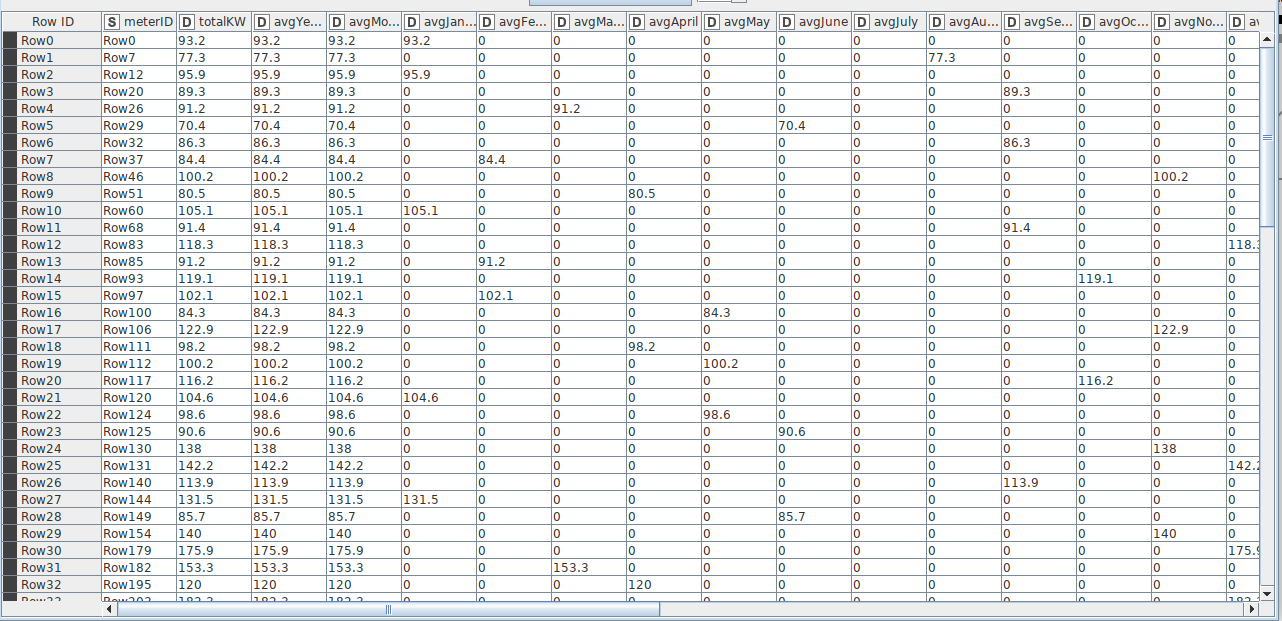 Row ID S meterID D totalKW D avgYe... D avgMo... D avgJan... D avgFe... D avgMa... D avgApril D avgMay D avgJune D avgJuly D avgAu... D avgSe... D avgOc... D avgNo... D av
Row0 Row0 93.2 93.2 93.2 93.2 0 0 0 0 0 0 0 0 0 0 0
Row1 Row7 77.3 77.3 77.3 0 0 0 0 0 0 0 77.3 0 0 0 0
Row2 Row12 95.9 95.9 95.9 95.9 0 0 0 0 0 0 0 0 0 0 0
Row3 Row20 89.3 89.3 89.3 0 0 0 0 0 0 0 0 89.3 0 0 0
Row4 Row26 91.2 91.2 91.2 0 0 91.2 0 0 0 0 0 0 0 0 0
Row5 Row29 70.4 70.4 70.4 0 0 0 0 0 70.4 0 0 0 0 0 0
Row6 Row32 86.3 86.3 86.3 0 0 0 0 0 0 0 0 86.3 0 0 0
Row7 Row37 84.4 84.4 84.4 0 84.4 0 0 0 0 0 0 0 0 0 0
Row8 Row46 100.2 100.2 100.2 0 0 0 0 0 0 0 0 0 0 100.2 0
Row9 Row51 80.5 80.5 80.5 0 0 0 80.5 0 0 0 0 0 0 0 0
Row10 Row60 105.1 105.1 105.1 105.1 0 0 0 0 0 0 0 0 0 0 0
Row11 Row68 91.4 91.4 91.4 0 0 0 0 0 0 0 0 91.4 0 0 0
Row12 Row83 118.3 118.3 118.3 0 0 0 0 0 0 0 0 0 0 0 118.3
Row13 Row85 91.2 91.2 91.2 0 91.2 0 0 0 0 0 0 0 0 0 0
Row14 Row93 119.1 119.1 119.1 0 0 0 0 0 0 0 0 0 119.1 0 0
Row15 Row97 102.1 102.1 102.1 0 102.1 0 0 0 0 0 0 0 0 0 0
Row16 Row100 84.3 84.3 84.3 0 0 0 0 84.3 0 0 0 0 0 0 0
Row17 Row106 122.9 122.9 122.9 0 0 0 0 0 0 0 0 0 0 122.9 0
Row18 Row111 98.2 98.2 98.2 0 0 0 98.2 0 0 0 0 0 0 0 0
Row19 Row112 100.2 100.2 100.2 0 0 0 0 100.2 0 0 0 0 0 0 0
Row20 Row117 116.2 116.2 116.2 0 0 0 0 0 0 0 0 0 116.2 0 0
Row21 Row120 104.6 104.6 104.6 104.6 0 0 0 0 0 0 0 0 0 0 0
Row22 Row124 98.6 98.6 98.6 0 0 0 0 98.6 0 0 0 0 0 0 0
Row23 Row125 90.6 90.6 90.6 0 0 0 0 0 90.6 0 0 0 0 0 0
Row24 Row130 138 138 138 0 0 0 0 0 0 0 0 0 0 138 0
Row25 Row131 142.2 142.2 142.2 0 0 0 0 0 0 0 0 0 0 0 142.2
Row26 Row140 113.9 113.9 113.9 0 0 0 0 0 0 0 0 113.9 0 0 0
Row27 Row144 131.5 131.5 131.5 131.5 0 0 0 0 0 0 0 0 0 0 0
Row28 Row149 85.7 85.7 85.7 0 0 0 0 0 85.7 0 0 0 0 0 0
Row29 Row154 140 140 140 0 0 0 0 0 0 0 0 0 0 140 0
Row30 Row179 175.9 175.9 175.9 0 0 0 0 0 0 0 0 0 0 0 175.9
Row31 Row182 153.3 153.3 153.3 0 0 153.3 0 0 0 0 0 0 0 0 0
Row32 Row195 120 120 120 0 0 0 120 0 0 0 0 0 0 0 0